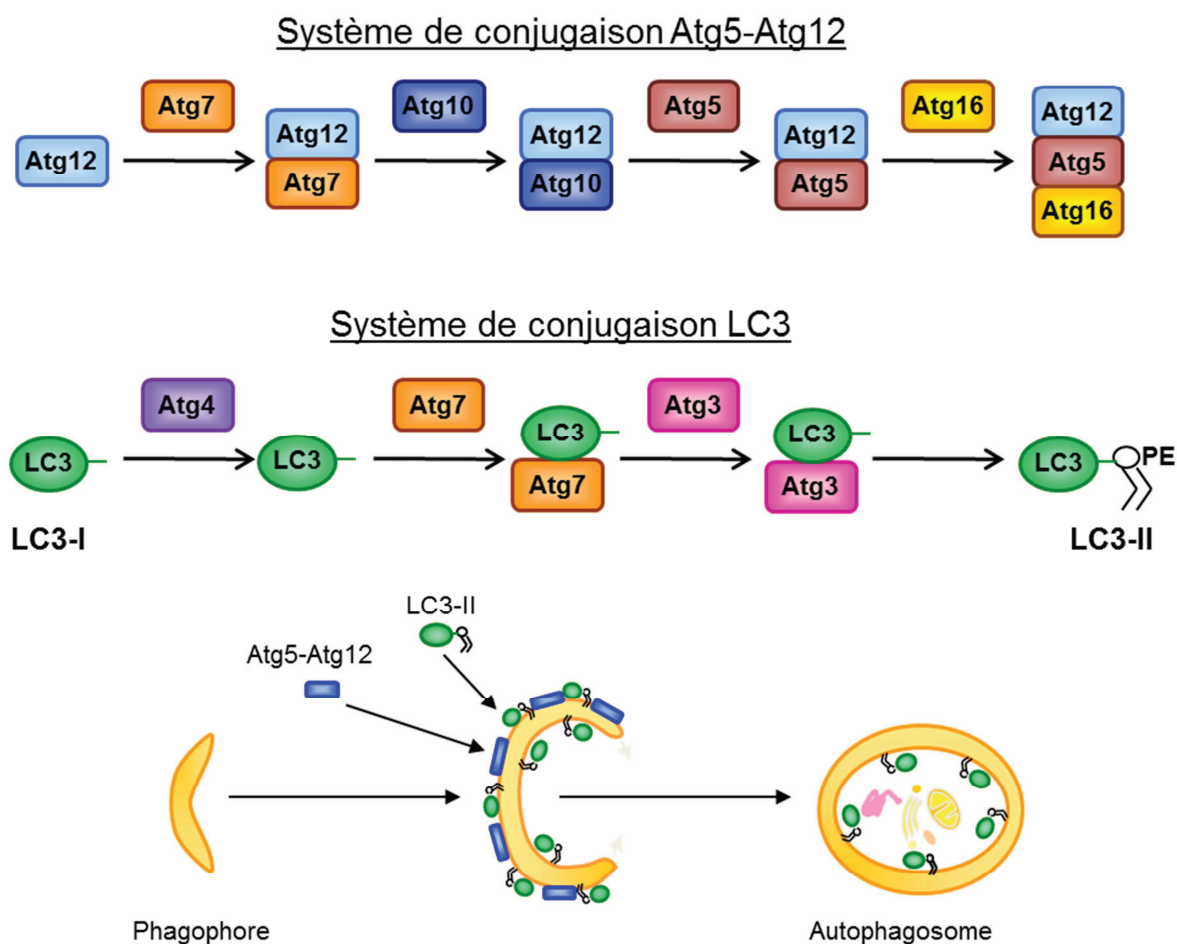 Système de conjugaison Atg5-Atg12
Atg7
Atg10
Atg5
Atg16
Atg12
Atg12
Atg7
Atg12
Atg10
Atg12
Atg5
Atg12
Atg5
Atg16
Système de conjugaison LC3
Atg4
Atg7
Atg3
LC3
LC3
LC3
Atg7
LC3
Atg3
LC3
PE
LC3-I
LC3-II
LC3-II
Atg5-Atg12
Phagophore
Autophagosome